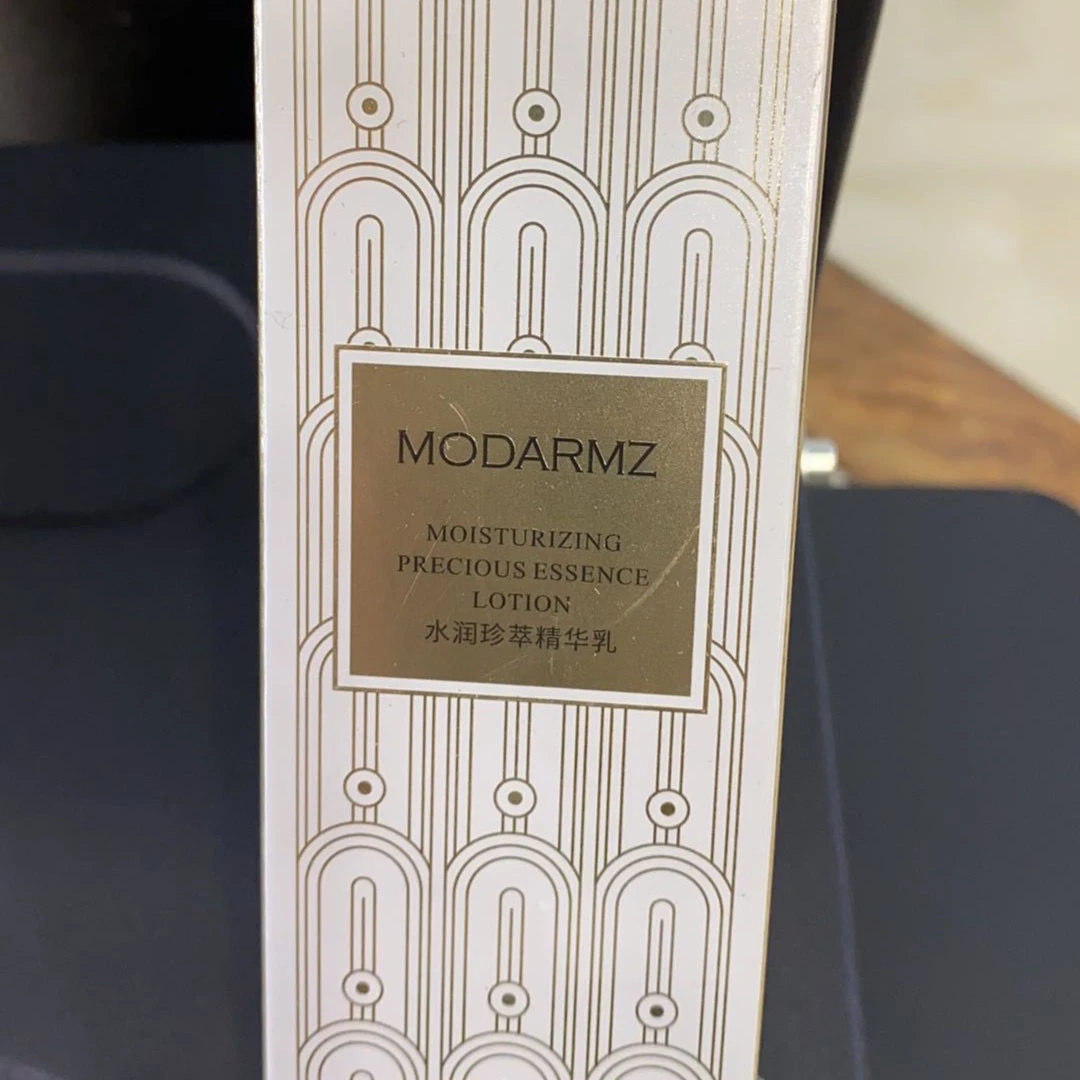 MODARMZ
MOISTURIZING
PRECIOUS ESSENCE
LOTION
水润珍萃精华乳